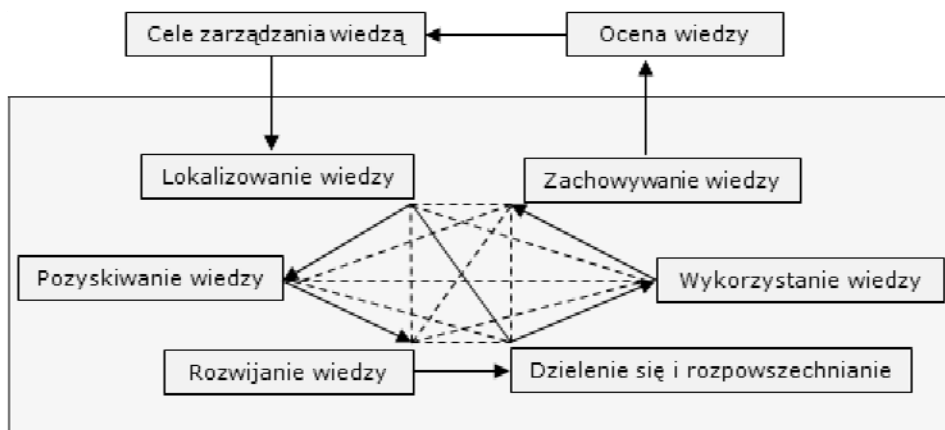 Cele zarządzania wiedzą
Ocena wiedzy
Lokalizowanie wiedzy
Zachowywanie wiedzy
Pozyskiwanie wiedzy
Wykorzystanie wiedzy
Rozwijanie wiedzy
Dzielenie się i rozpowszechnianie